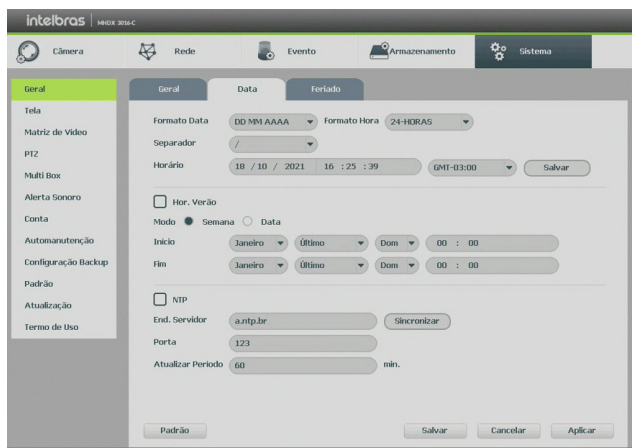 intelbras MHDX 3016-C
Câmera Rede Evento Armazenamento Sistema
Geral
Tela
Matriz de Vídeo
PTZ
Multi Box
Alerta Sonoro
Conta
Automanutenção
Configuração Backup
Padrão
Atualização
Termo de Uso
Geral Data Feriado
Formato Data DD MM AAAA Formato Hora 24-HORAS
Separador /
Horário 18 / 10 / 2021 16 : 25 : 39 GMT-03:00 Salvar
Hor. Verão
Modo Semana Data
Início Janeiro Último Dom 00 : 00
Fim Janeiro Último Dom 00 : 00
NTP
End. Servidor a.ntp.br Sincronizar
Porta 123
Atualizar Período 60 min.
Padrão Salvar Cancelar Aplicar